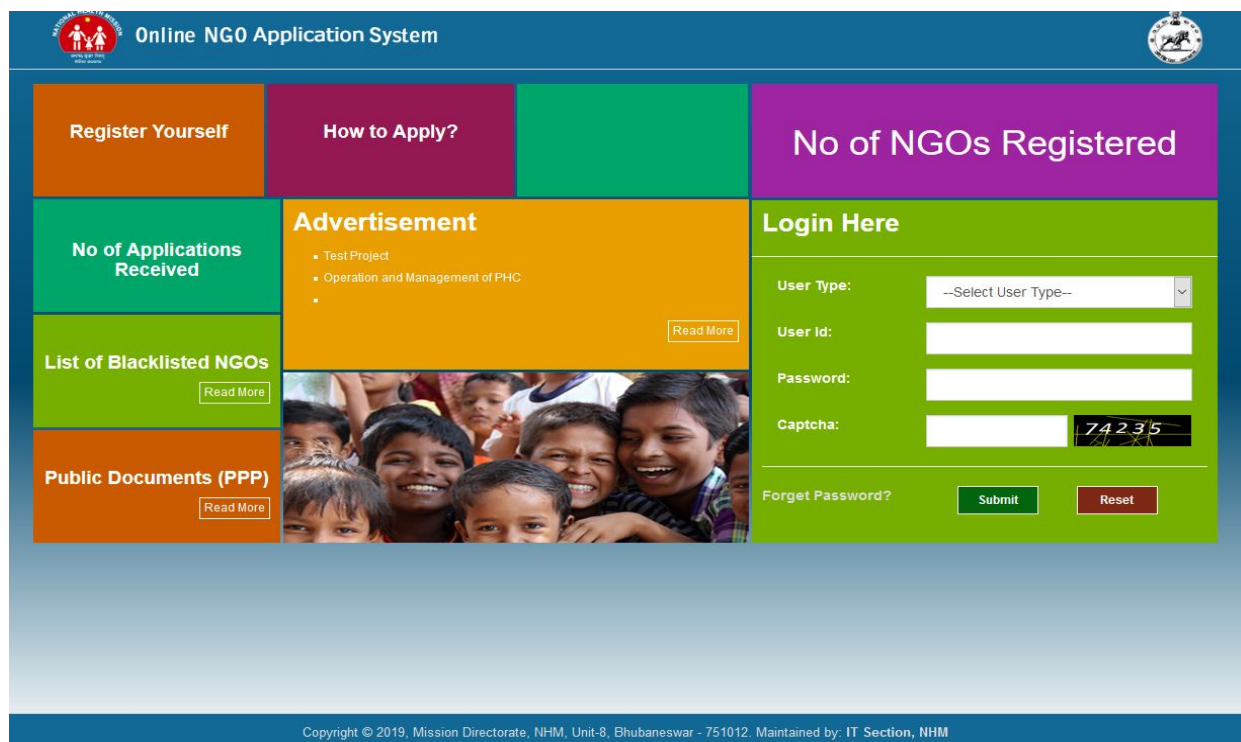 NATIONAL HEALTH MISSION
Online NGO Application System
Register Yourself
How to Apply?
No of NGOs Registered
No of Applications
Received
Advertisement
Test Project
Operation and Management of PHC
Read More
Login Here
User Type:
--Select User Type--
User Id:
Password:
Captcha:
74235
Forget Password?
Submit
Reset
List of Blacklisted NGOs
Read More
Public Documents (PPP)
Read More
Copyright © 2019, Mission Directorate, NHM, Unit-8, Bhubaneswar - 751012. Maintained by: IT Section, NHM